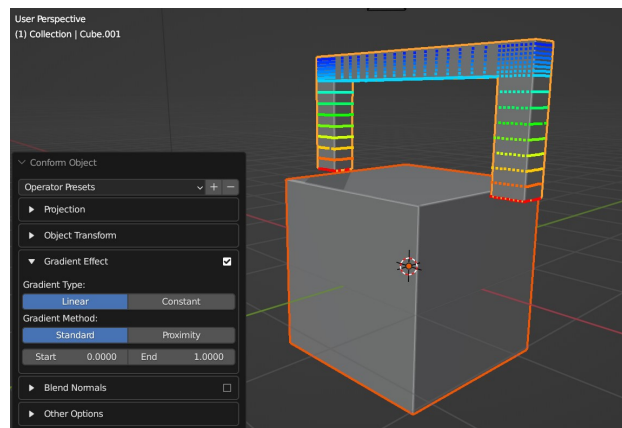 User Perspective
(1) Collection | Cube.001
Conform Object
Operator Presets
Projection
Object Transform
Gradient Effect
Gradient Type:
Linear Constant
Gradient Method:
Standard Proximity
Start 0.0000 End 1.0000
Blend Normals
Other Options